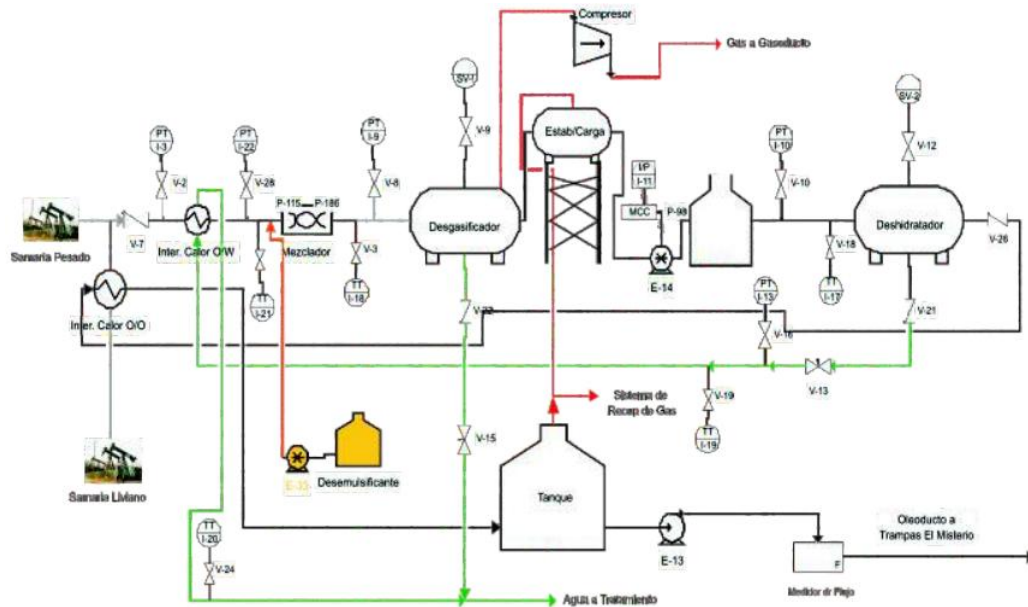 Compresor
Gas a Gasoducto
SV-1
SV-2
V-9
Estab/Carga
V-12
PT
I-3
PT
I-22
PT
I-9
I/P
I-11
PT
I-10
V-2
V-28
V-8
MCC
V-10
P-115
P-186
P-98
Desgasificador
Deshidratador
V-7
Inter. Calor O/W
Mezclador
V-3
V-18
V-26
Samaria Pesado
E-14
TT
I-21
TT
I-18
PT
I-13
TT
I-17
Inter. Calor O/O
V-22
V-16
V-21
V-13
Sistema de
Recup de Gas
V-19
TT
I-19
V-15
E-33
Desemulsificante
Samaria Liviano
Tanque
TT
I-20
Oleoducto a
Trampas El Misterio
E-13
V-24
F
Medidor de Flujo
Agua a Tratamiento